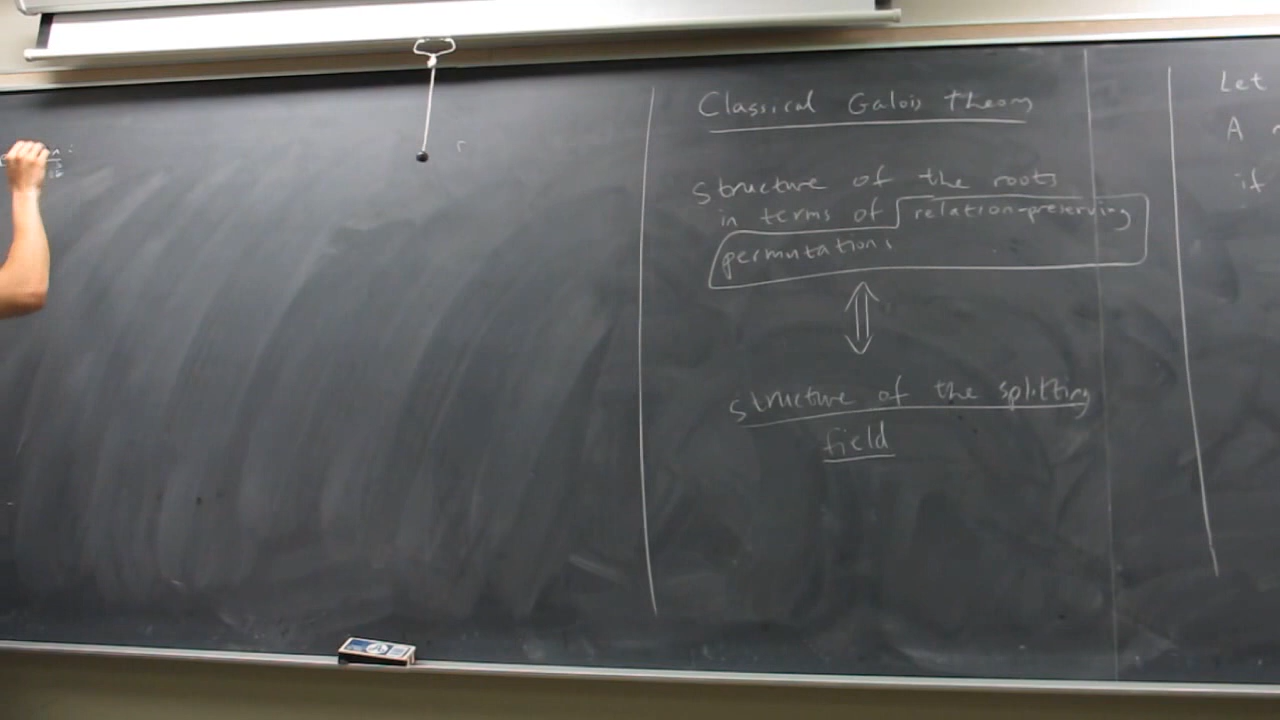 Classical Galois theory
structure of the roots
in terms of relation-preserving
permutations
structure of the splitting
field
Let
A
if